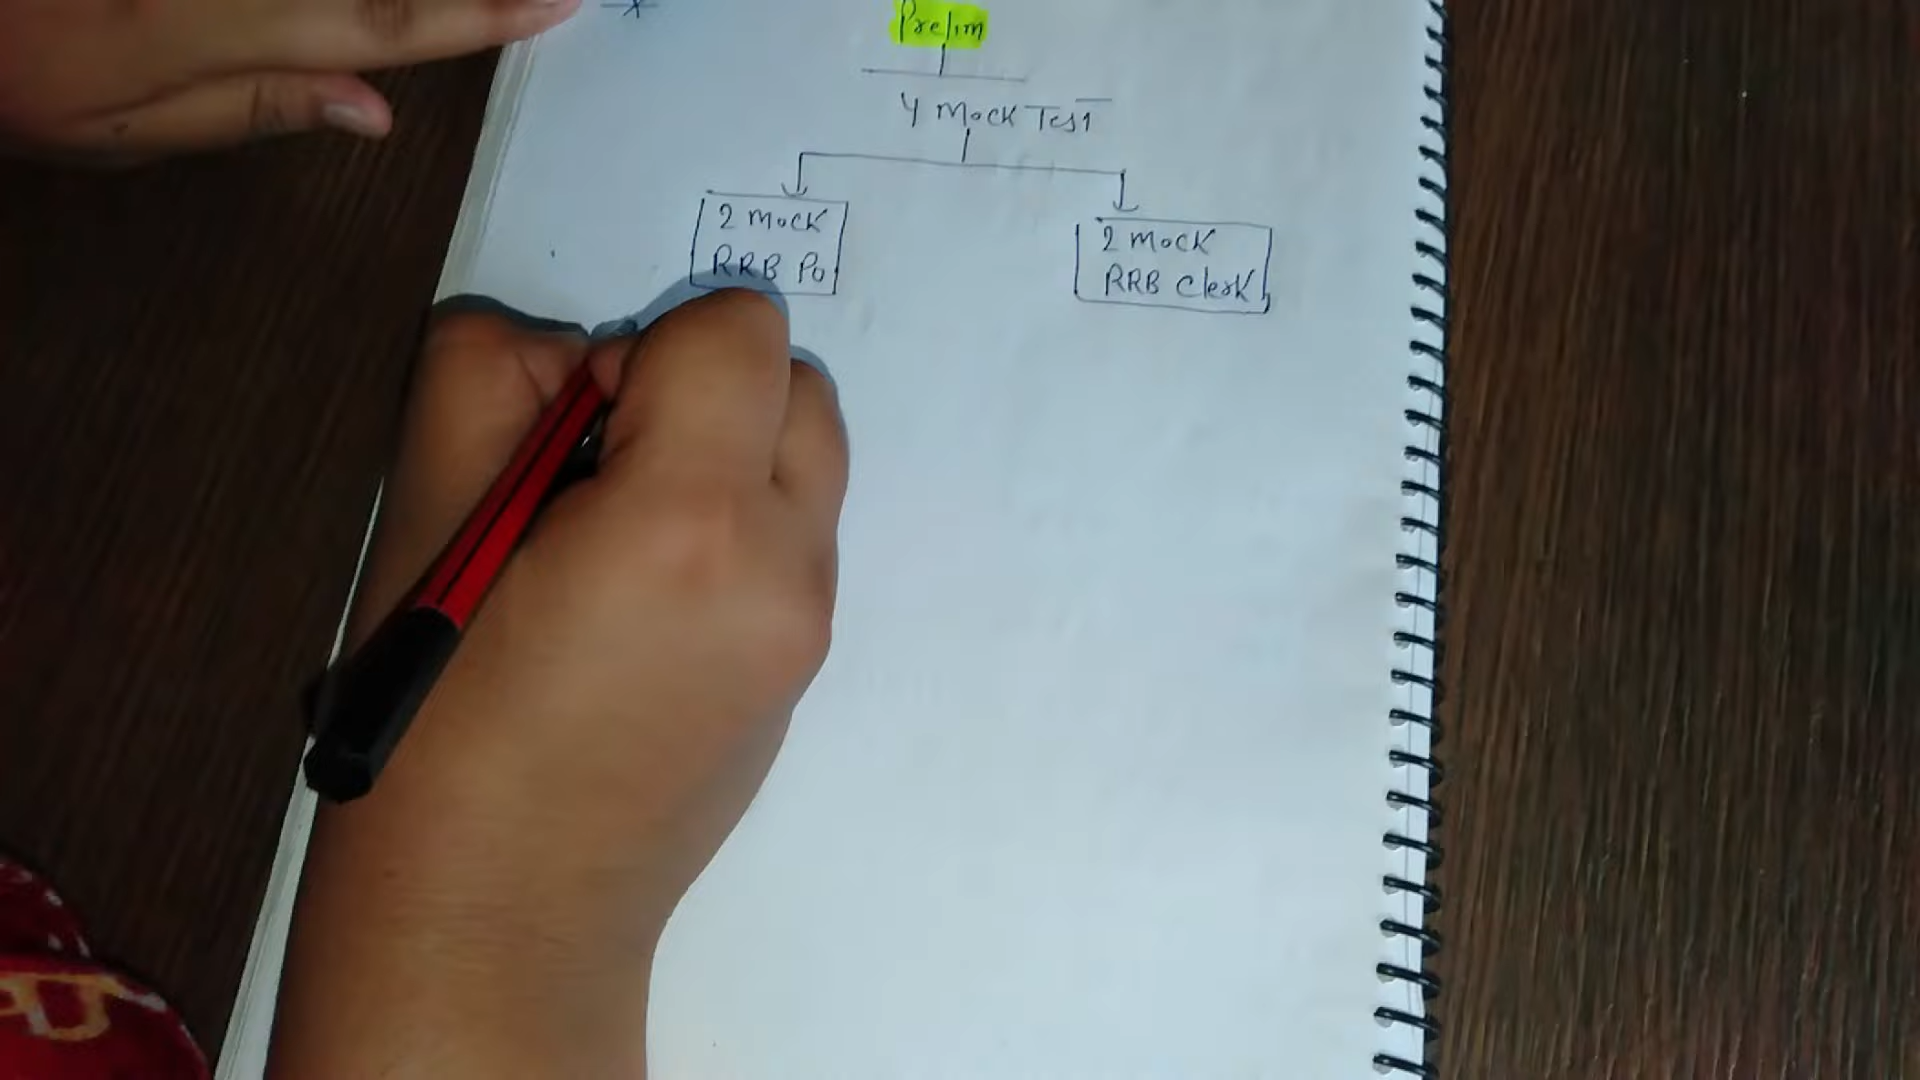 Prelim
4 Mock Test
2 mock
RRB PO
2 mock
RRB Clerk